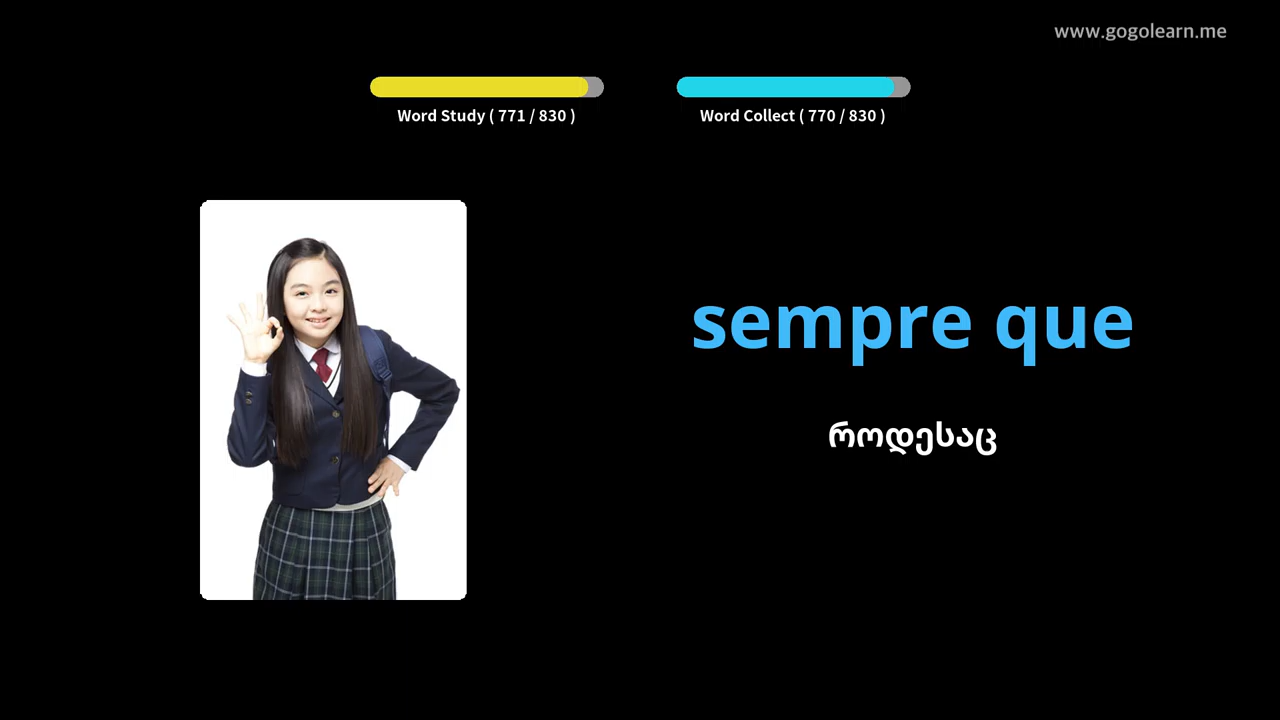 www.gogolearn.me
Word Study ( 771 / 830 )
Word Collect ( 770 / 830 )
sempre que
როდესაც